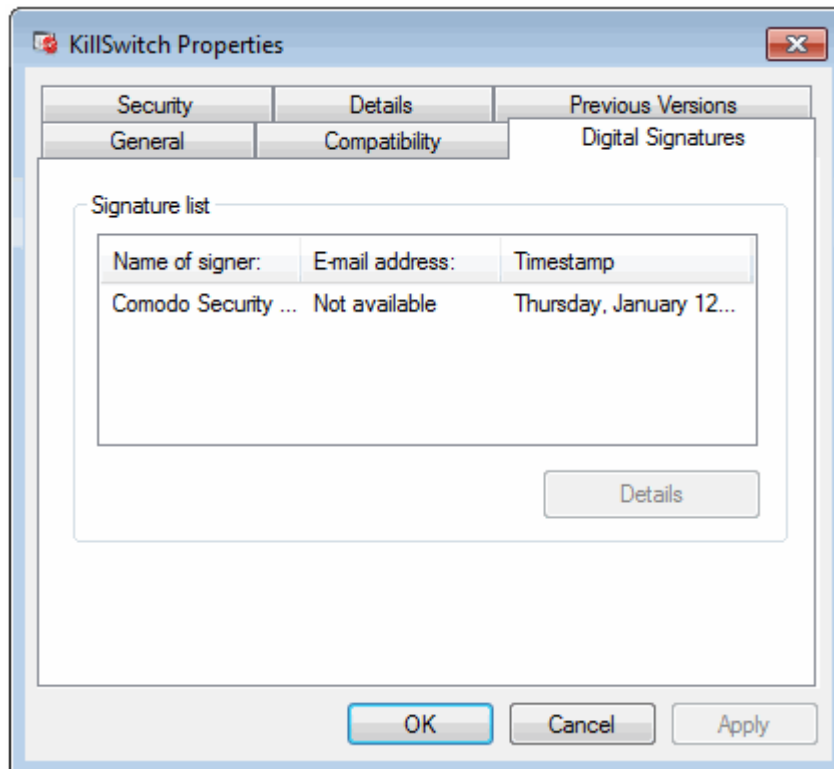 KillSwitch Properties
Security Details Previous Versions
General Compatibility Digital Signatures
Signature list
Name of signer: E-mail address: Timestamp
Comodo Security ... Not available Thursday, January 12...
Details
OK Cancel Apply